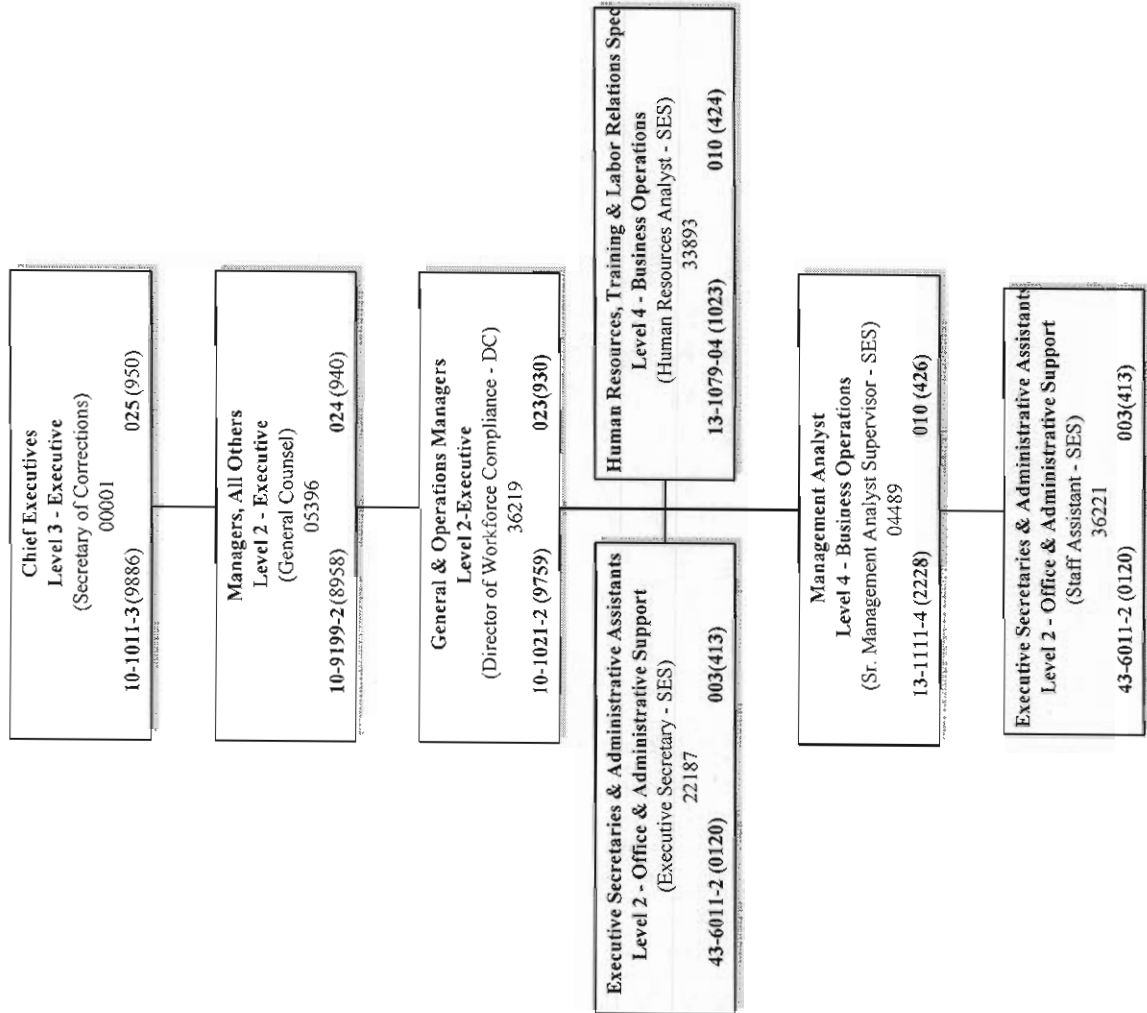 Chief Executives
Level 3 - Executive
(Secretary of Corrections)
00001
10-1011-3 (9886) 025 (950)
Managers, All Others
Level 2 - Executive
(General Counsel)
05396
10-9199-2 (8958) 024 (940)
General & Operations Managers
Level 2-Executive
(Director of Workforce Compliance - DC)
36219
10-1021-2 (9759) 023(930)
Executive Secretaries & Administrative Assistants
Level 2 - Office & Administrative Support
(Executive Secretary - SES)
22187
43-6011-2 (0120) 003(413)
Human Resources, Training & Labor Relations Spec
Level 4 - Business Operations
(Human Resources Analyst - SES)
33893
13-1079-04 (1023) 010 (424)
Management Analyst
Level 4 - Business Operations
(Sr. Management Analyst Supervisor - SES)
04489
13-1111-4 (2228) 010 (426)
Executive Secretaries & Administrative Assistants
Level 2 - Office & Administrative Support
(Staff Assistant - SES)
36221
43-6011-2 (0120) 003(413)